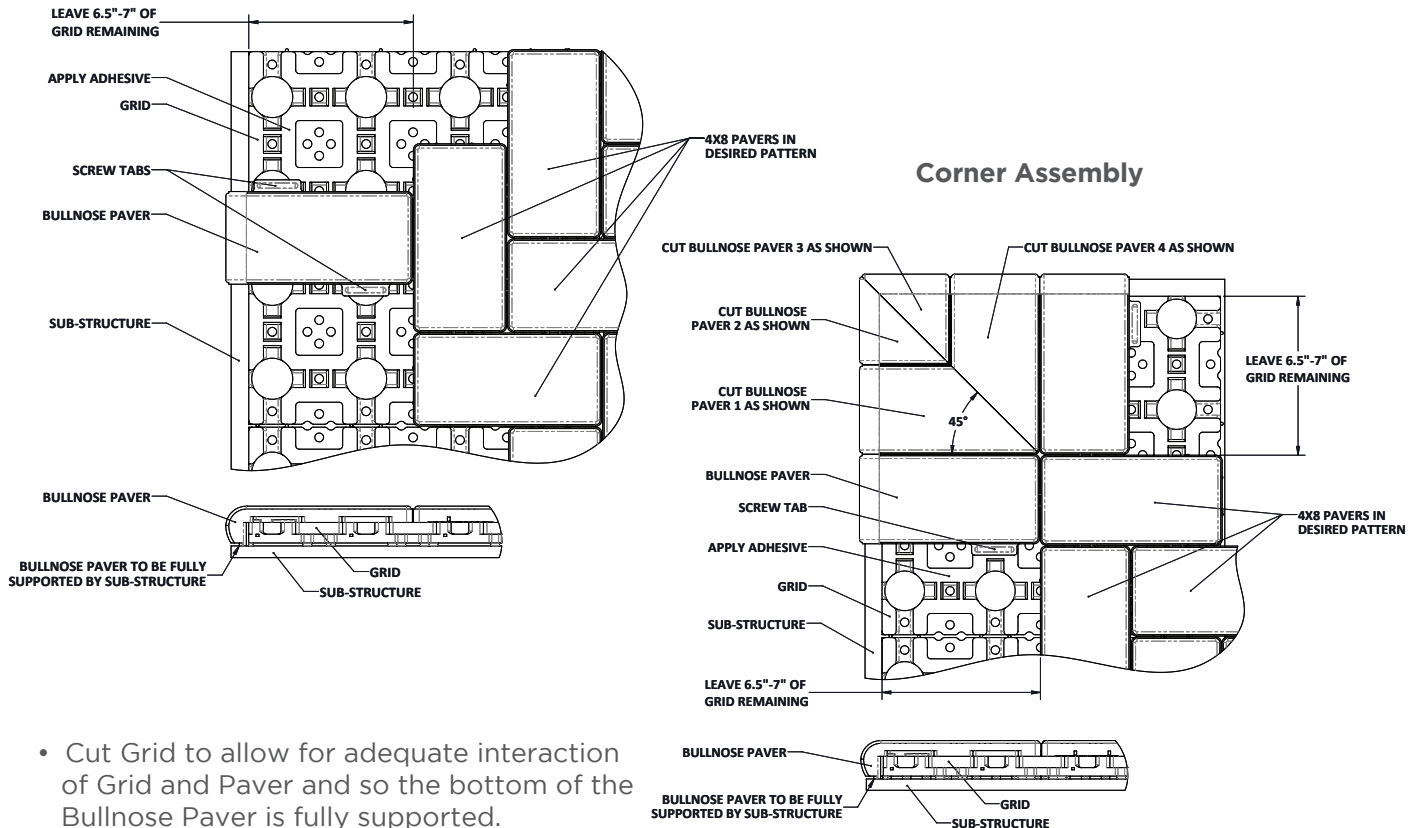 LEAVE 6.5"-7" OF
GRID REMAINING
APPLY ADHESIVE
GRID
SCREW TABS
BULLNOSE PAVER
SUB-STRUCTURE
4X8 PAVERS IN
DESIRED PATTERN
BULLNOSE PAVER
BULLNOSE PAVER TO BE FULLY
SUPPORTED BY SUB-STRUCTURE
GRID
SUB-STRUCTURE
• Cut Grid to allow for adequate interaction
of Grid and Paver and so the bottom of the
Bullnose Paver is fully supported.
Corner Assembly
CUT BULLNOSE PAVER 3 AS SHOWN
CUT BULLNOSE PAVER 4 AS SHOWN
CUT BULLNOSE
PAVER 2 AS SHOWN
CUT BULLNOSE
PAVER 1 AS SHOWN
45°
LEAVE 6.5"-7" OF
GRID REMAINING
BULLNOSE PAVER
SCREW TAB
APPLY ADHESIVE
GRID
SUB-STRUCTURE
4X8 PAVERS IN
DESIRED PATTERN
LEAVE 6.5"-7" OF
GRID REMAINING
BULLNOSE PAVER
BULLNOSE PAVER TO BE FULLY
SUPPORTED BY SUB-STRUCTURE
GRID
SUB-STRUCTURE